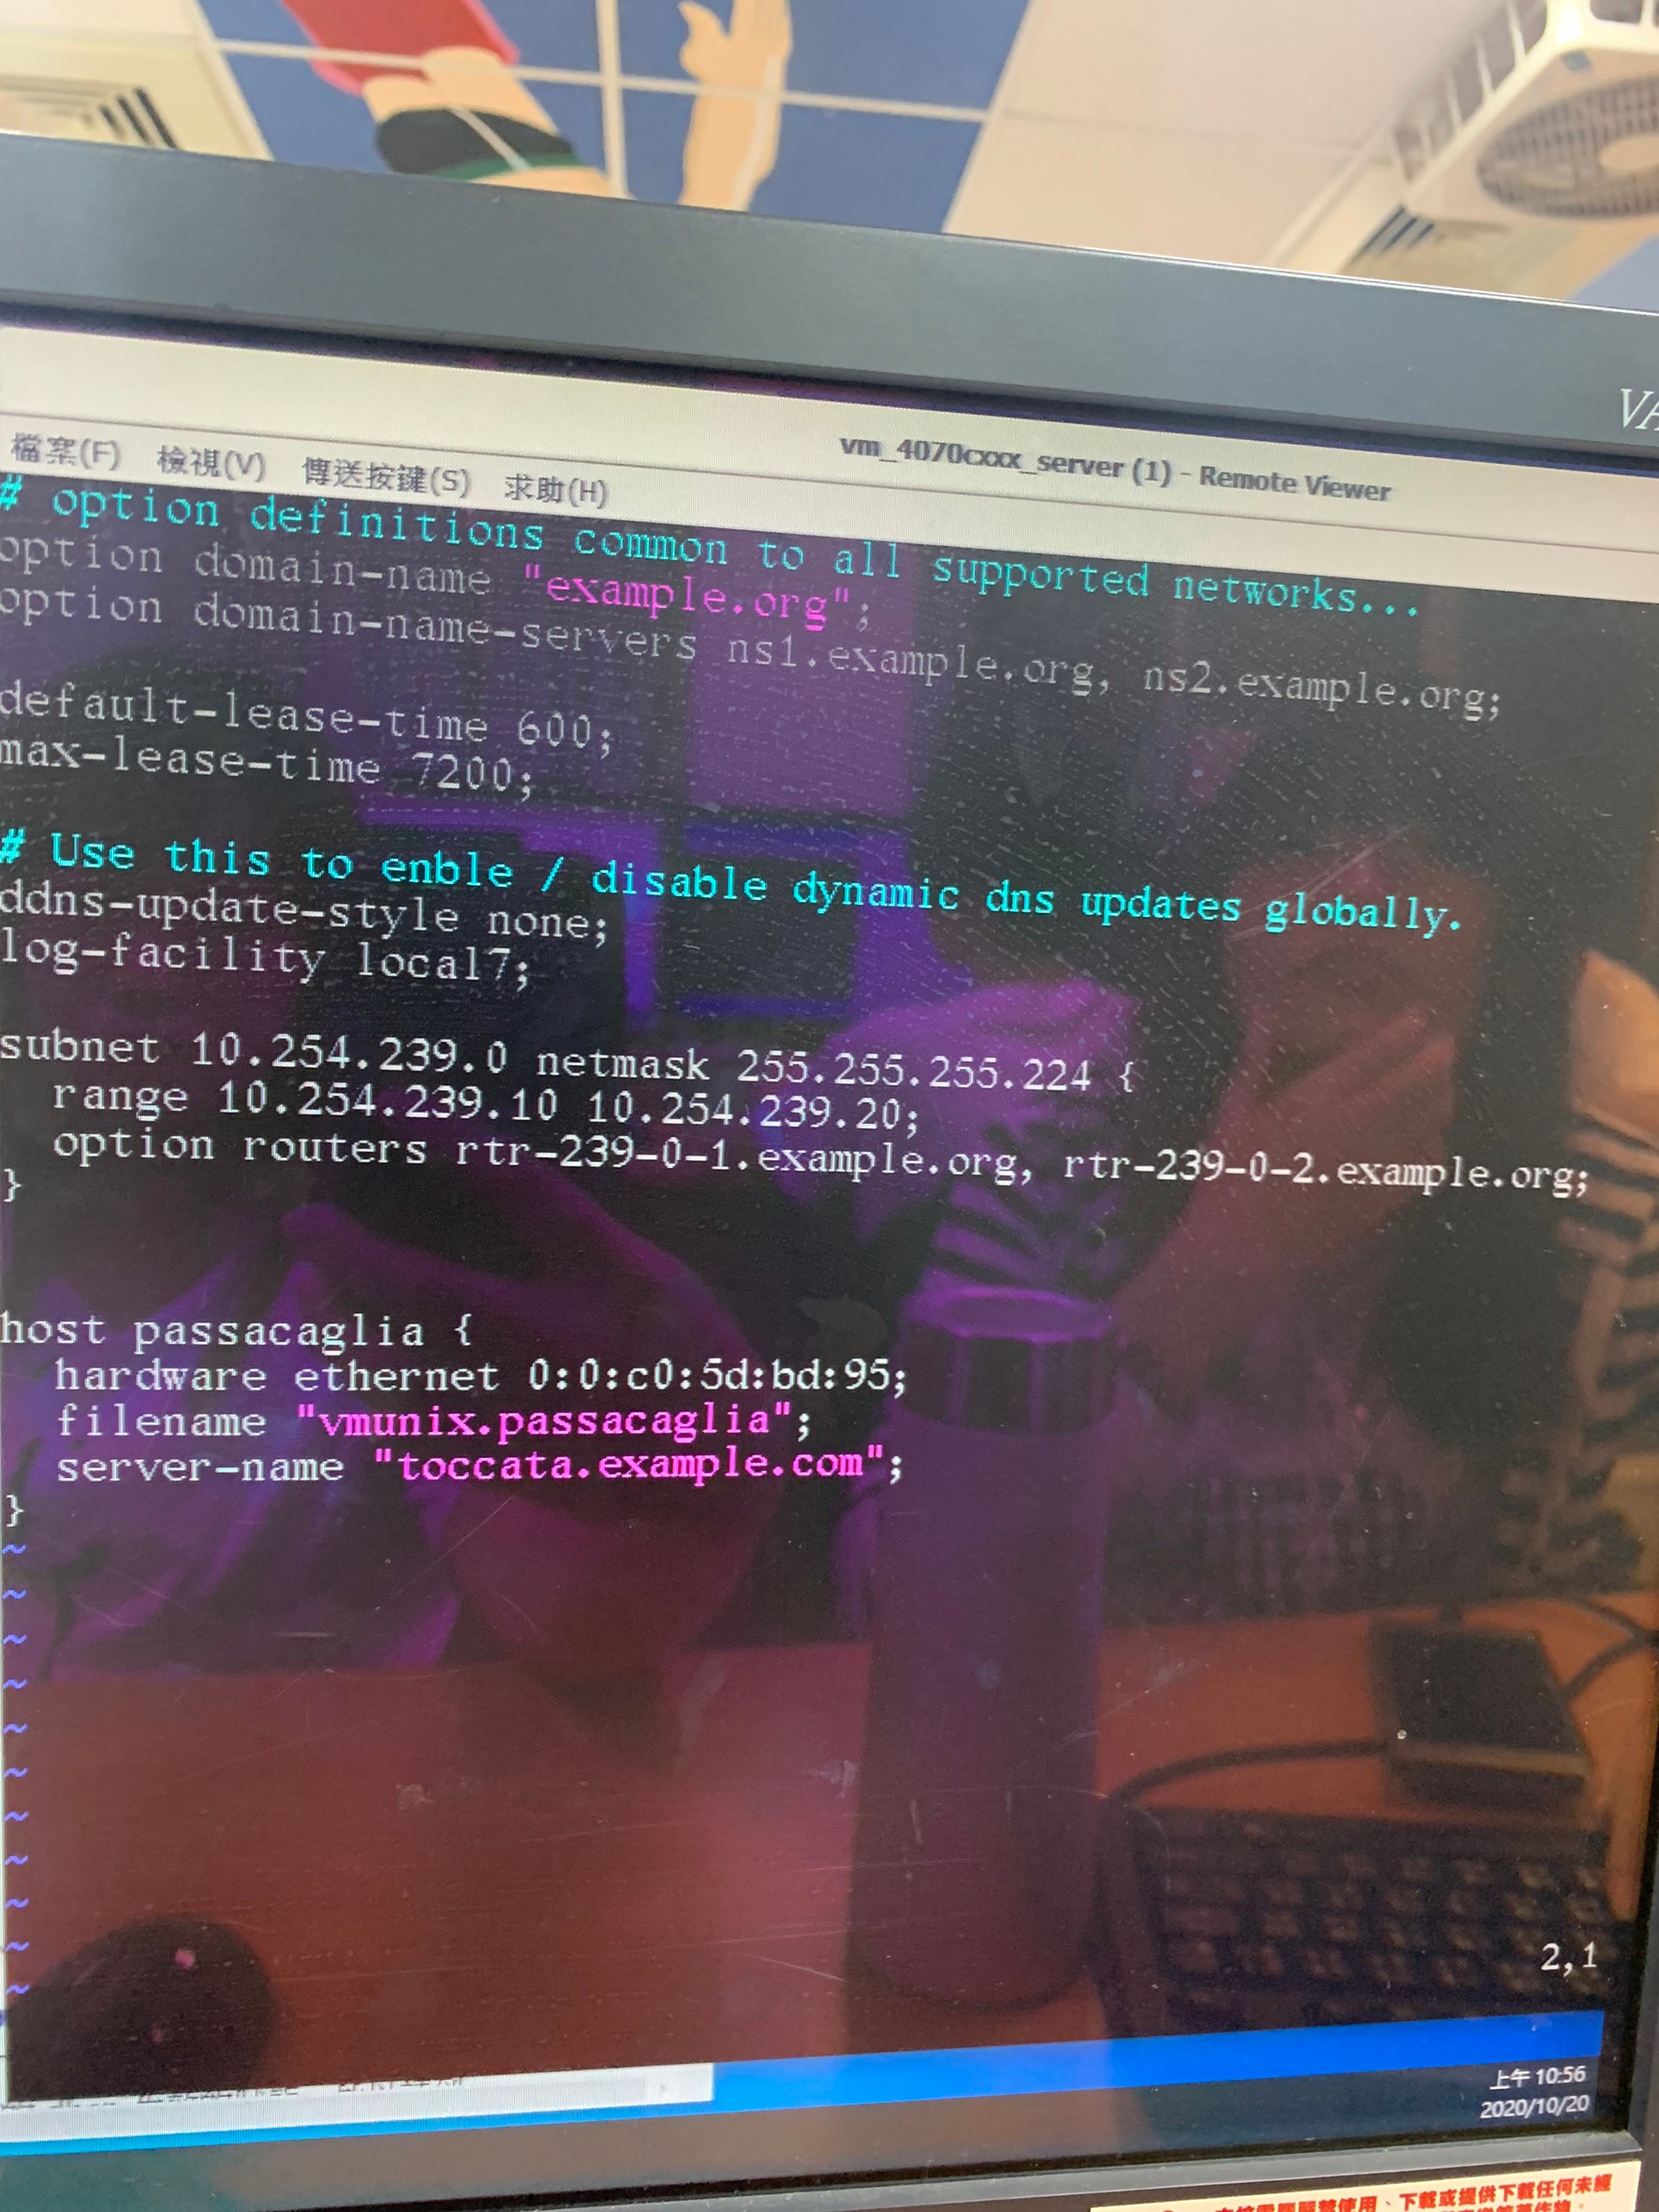 VA
vm_4070cxxx_server (1) - Remote Viewer
檔案(F) 檢視(V) 傳送按鍵(S) 求助(H)
# option definitions common to all supported networks...
option domain-name "example.org";
option domain-name-servers ns1.example.org, ns2.example.org;
default-lease-time 600;
max-lease-time 7200;
# Use this to enble / disable dynamic dns updates globally.
ddns-update-style none;
log-facility local7;
subnet 10.254.239.0 netmask 255.255.255.224 {
  range 10.254.239.10 10.254.239.20;
  option routers rtr-239-0-1.example.org, rtr-239-0-2.example.org;
}
host passacaglia {
  hardware ethernet 0:0:c0:5d:bd:95;
  filename "vmunix.passacaglia";
  server-name "toccata.example.com";
}
~
~
~
~
~
~
~
~
~
~
~
2,1
上午 10:56
2020/10/20
使用、下載或提供下載任何未經